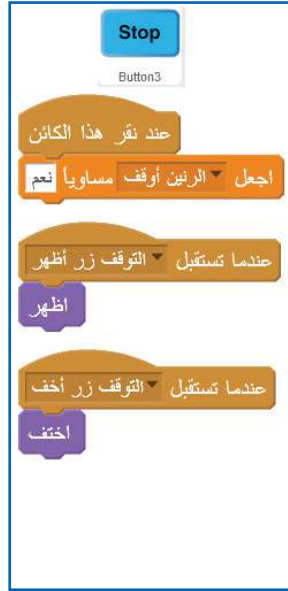 Stop
Button3
عند نقر هذا الكائن
اجعل الرنين أوقف مساوياً نعم
عندما تستقبل التوقف زر أظهر
اظهر
عندما تستقبل التوقف زر أخف
اختف